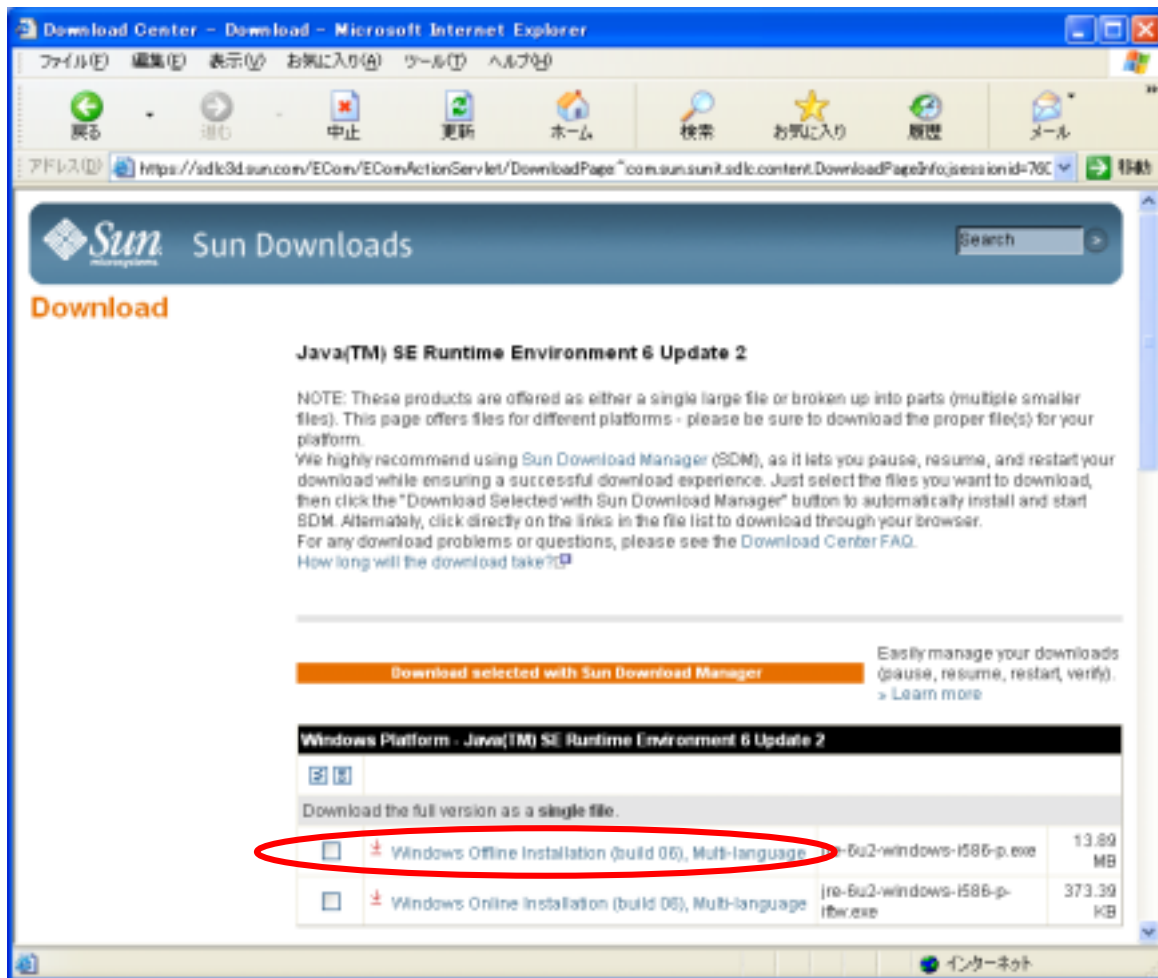 Download Center - Download - Microsoft Internet Explorer
ファイル(F) 編集(E) 表示(V) お気に入り(A) ツール(T) ヘルプ(H)
戻る 進む 中止 更新 ホーム 検索 お気に入り 履歴 メール
アドレス(D) https://sdlc3d.sun.com/ECom/EComActionServlet/DownloadPage:~com.sun.sunit.sdlc.content.DownloadPageInfo;jsessionid=760 移動
Sun microsystems Sun Downloads Search
Download
Java(TM) SE Runtime Environment 6 Update 2
NOTE: These products are offered as either a single large file or broken up into parts (multiple smaller
files). This page offers files for different platforms - please be sure to download the proper file(s) for your
platform.
We highly recommend using Sun Download Manager (SDM), as it lets you pause, resume, and restart your
download while ensuring a successful download experience. Just select the files you want to download,
then click the "Download Selected with Sun Download Manager" button to automatically install and start
SDM. Alternately, click directly on the links in the file list to download through your browser.
For any download problems or questions, please see the Download Center FAQ.
How long will the download take?
Easily manage your downloads
Download selected with Sun Download Manager (pause, resume, restart, verify).
» Learn more
Windows Platform - Java(TM) SE Runtime Environment 6 Update 2
Download the full version as a single file.
Windows Offline Installation (build 06), Multi-language jre-6u2-windows-i586-p.exe 13.89
MB
Windows Online Installation (build 06), Multi-language jre-6u2-windows-i586-p-
iftw.exe 373.39
KB
インターネット